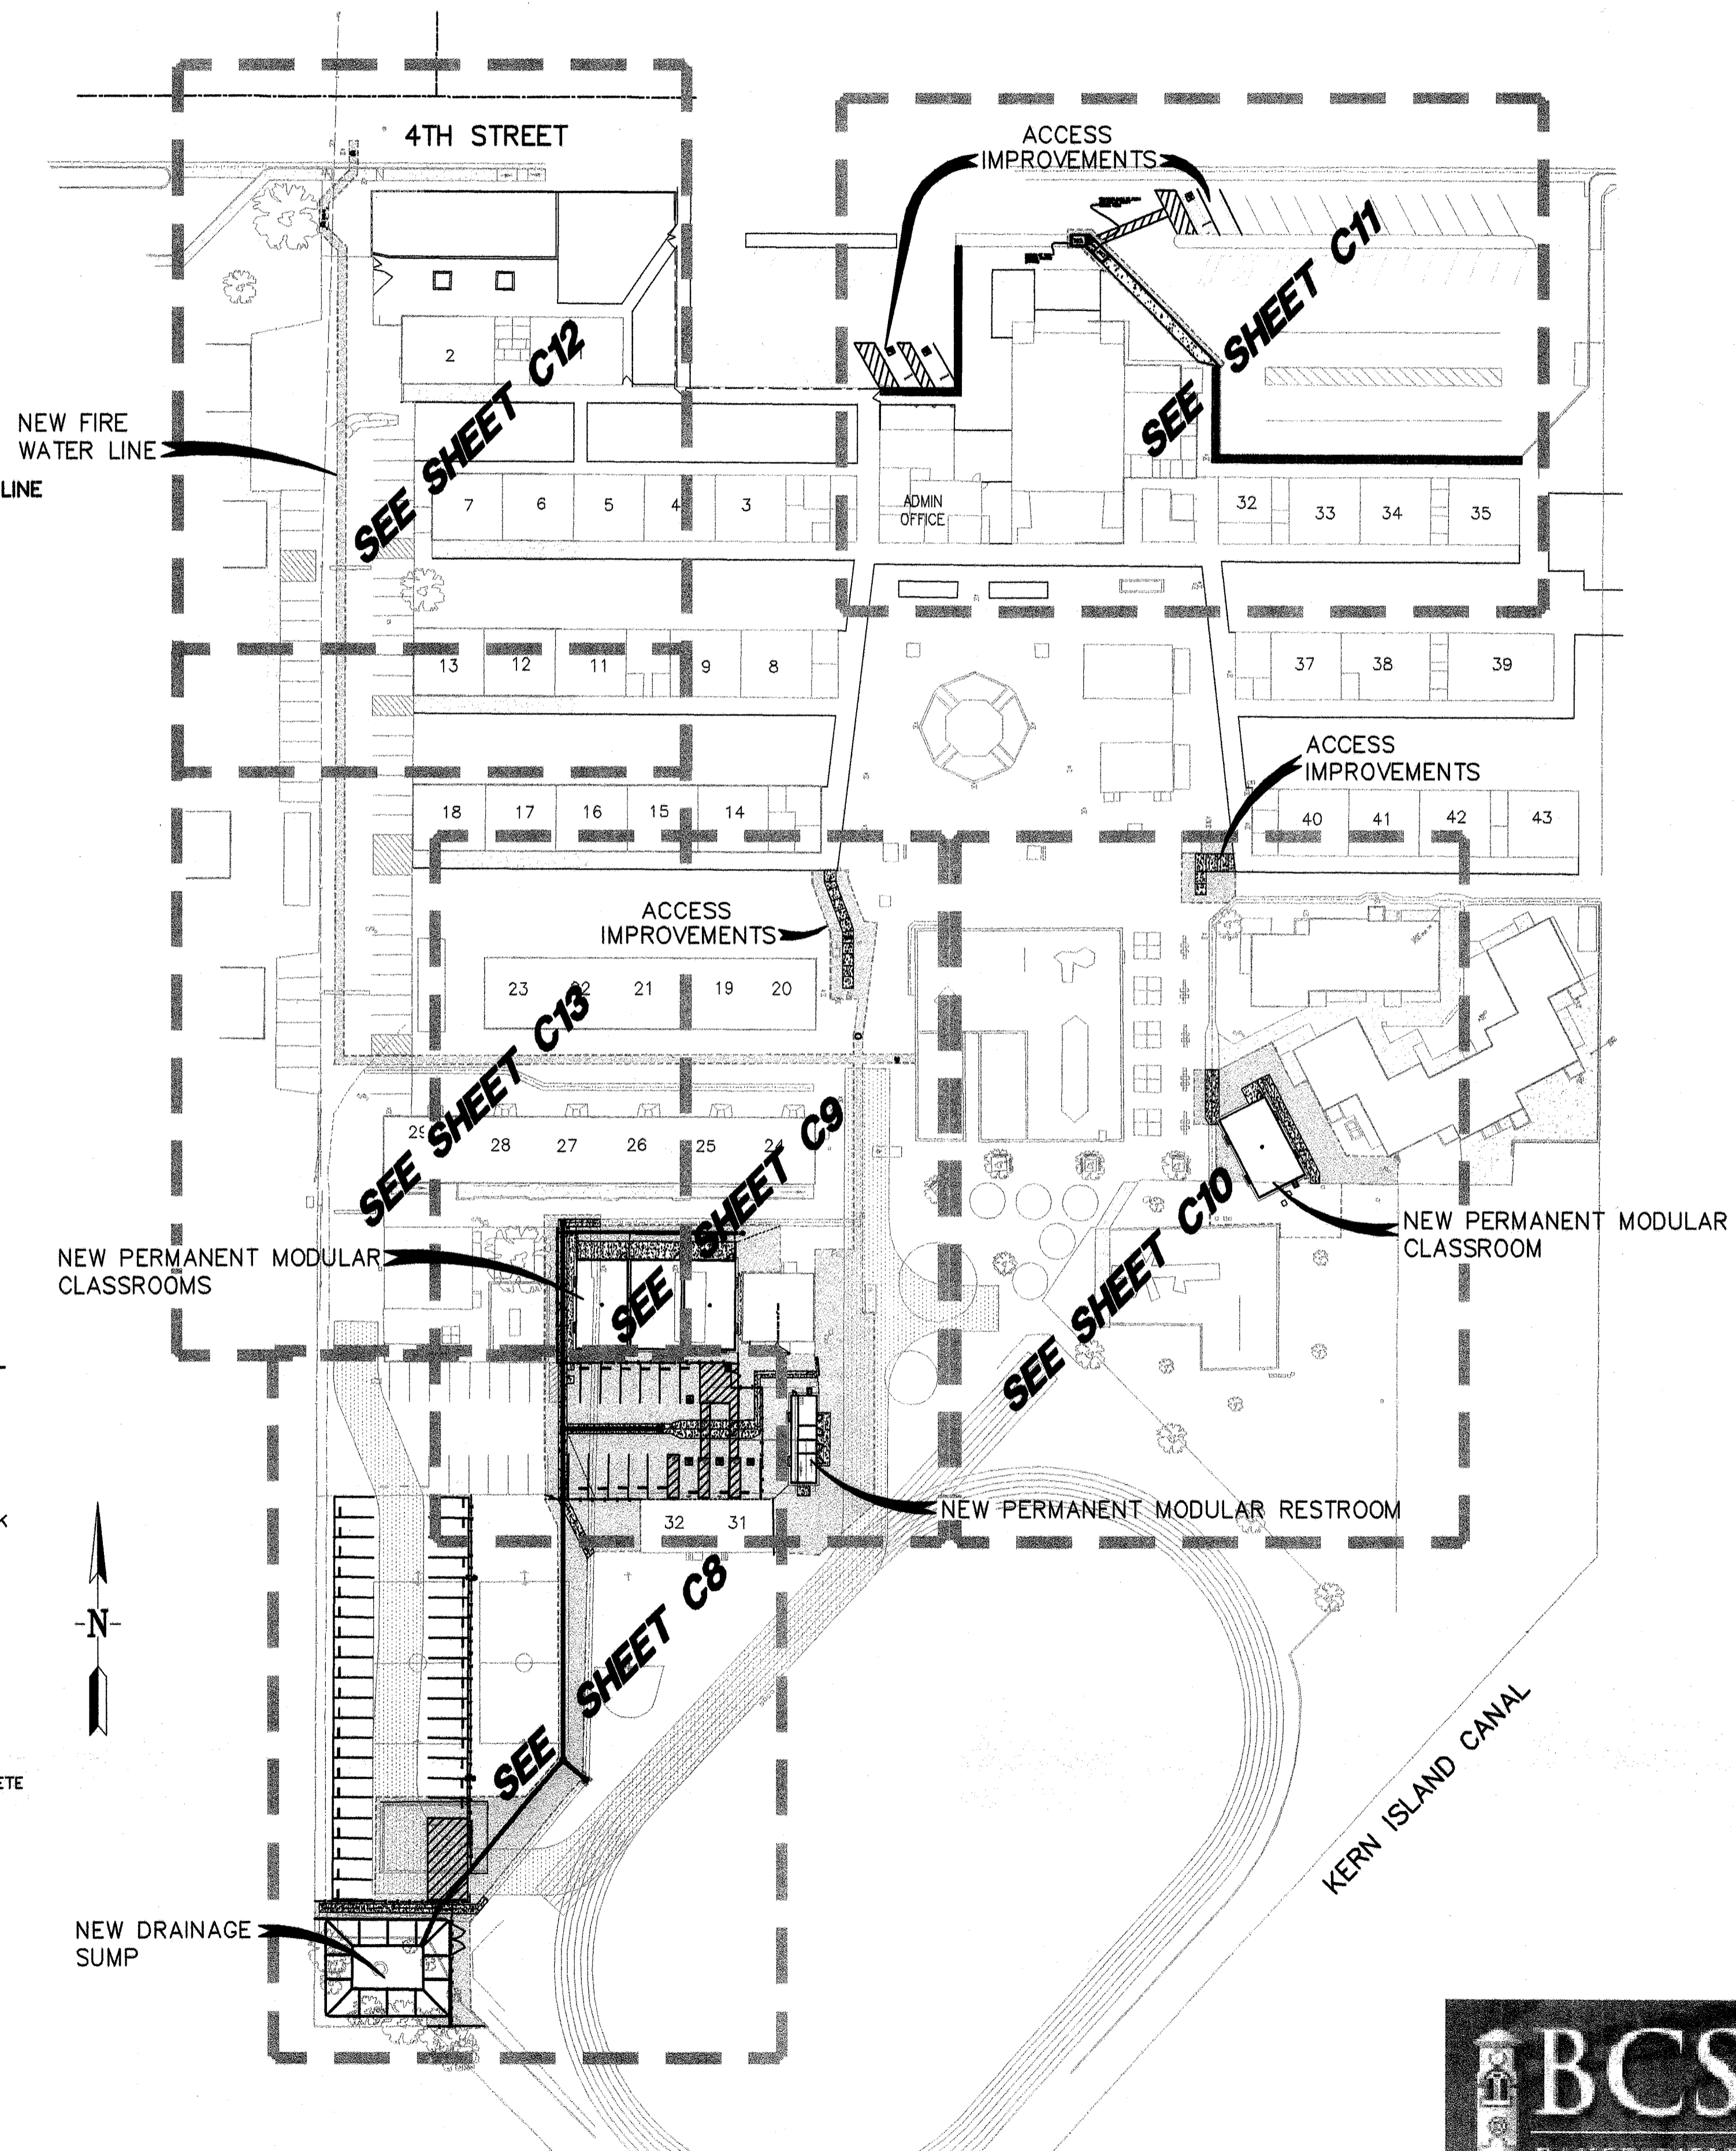 4TH STREET
ACCESS
IMPROVEMENTS
SEE SHEET C11
SEE SHEET C12
2
NEW FIRE
WATER LINE
LINE
7 6 5 4 3
ADMIN
OFFICE
32 33 34 35
13 12 11 9 8
37 38 39
ACCESS
IMPROVEMENTS
18 17 16 15 14
40 41 42 43
ACCESS
IMPROVEMENTS
23 22 21 19 20
SEE SHEET C13
29 28 27 26 25 24
SEE SHEET C9
SEE SHEET C10
NEW PERMANENT MODULAR
CLASSROOM
NEW PERMANENT MODULAR
CLASSROOMS
NEW PERMANENT MODULAR RESTROOM
32 31
K
SEE SHEET C8
N
KERN ISLAND CANAL
ETE
NEW DRAINAGE
SUMP
BCS